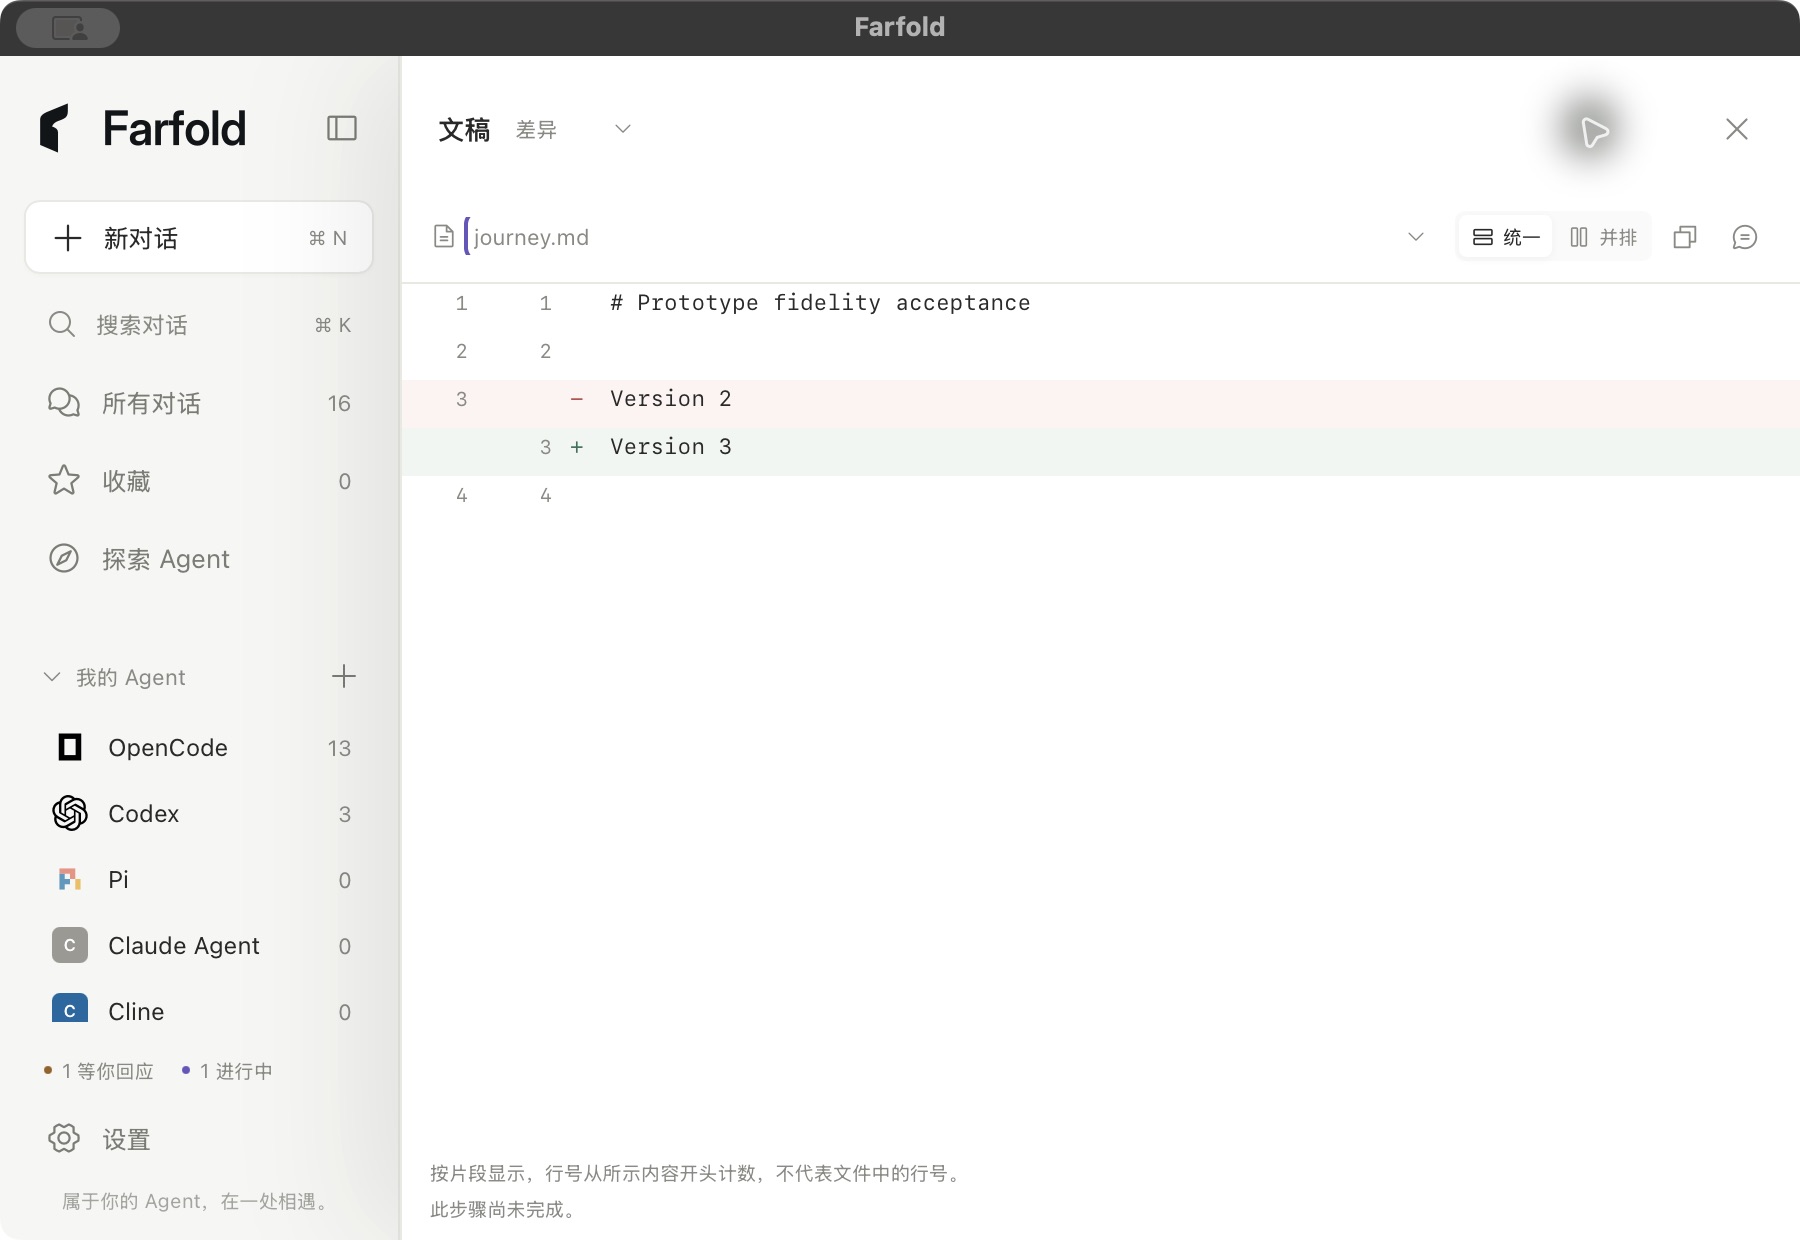 Farfold
Farfold
新对话 ⌘ N
搜索对话 ⌘ K
所有对话 16
收藏 0
探索 Agent
我的 Agent
OpenCode 13
Codex 3
Pi 0
C Claude Agent 0
C Cline 0
1 等你回应 1 进行中
设置
属于你的 Agent，在一处相遇。
文稿 差异
journey.md 统一 并排
1 1 # Prototype fidelity acceptance
2 2
3 − Version 2
3 + Version 3
4 4
按片段显示，行号从所示内容开头计数，不代表文件中的行号。
此步骤尚未完成。